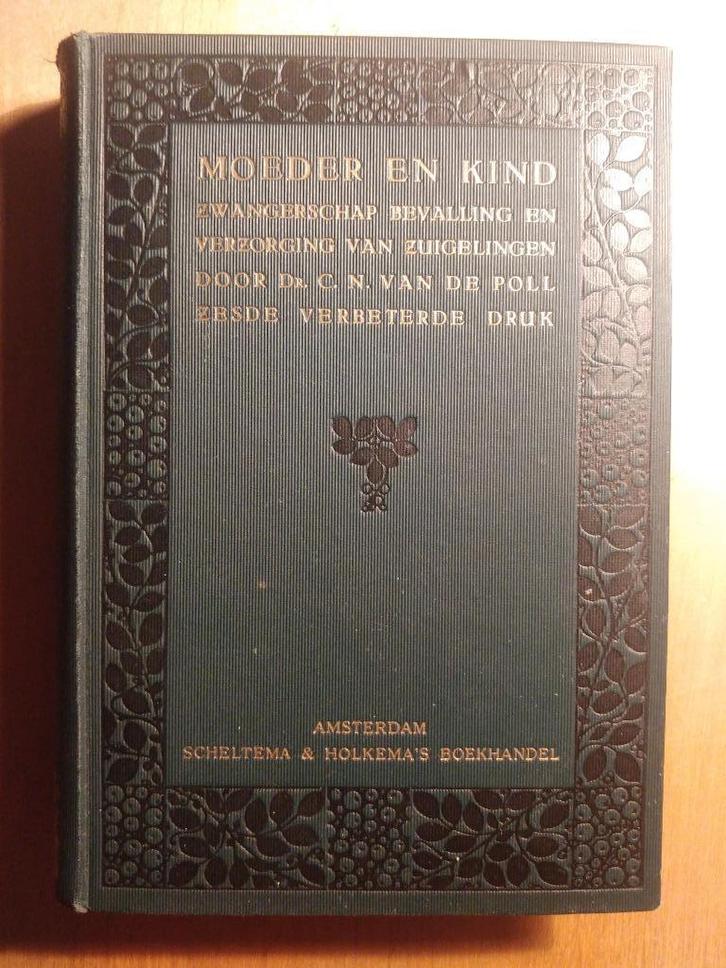 MOEDER EN KIND
ZWANGERSCHAP BEVALLING EN
VERZORGING VAN ZUIGELINGEN
DOOR DR. C. N. VAN DE POLL
ZESDE VERBETERDE DRUK
AMSTERDAM
SCHELTEMA & HOLKEMA'S BOEKHANDEL